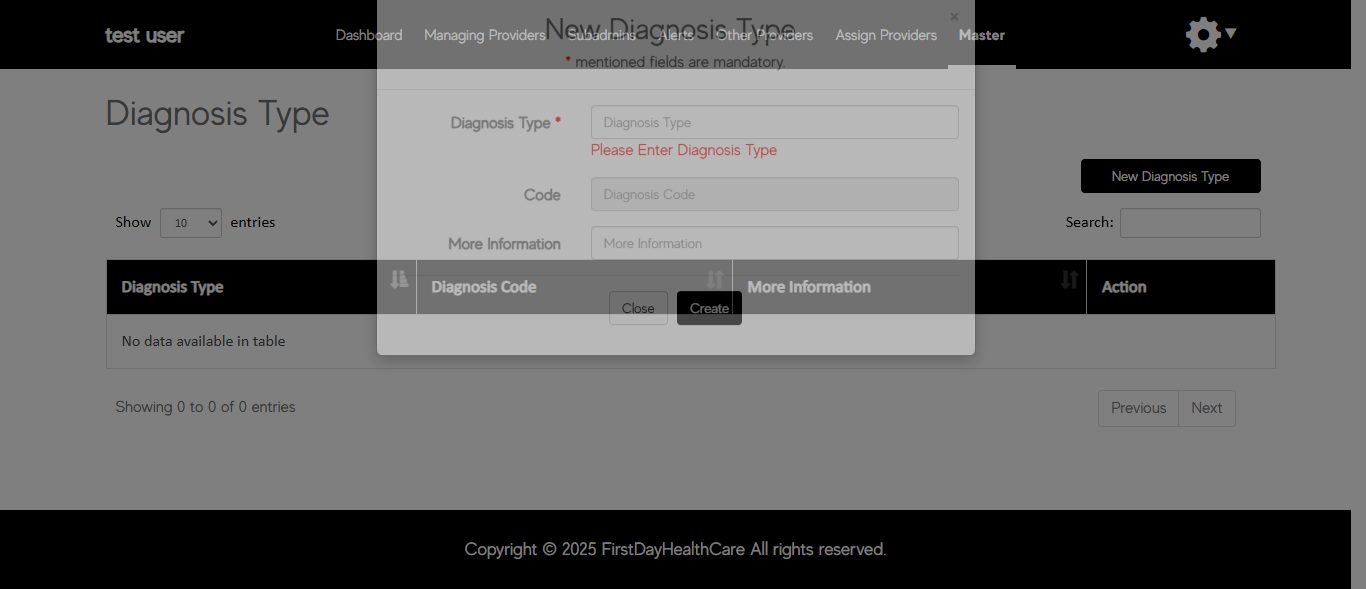 test user
Dashboard Managing Providers Subadmins Alerts Other Providers Assign Providers Master
×
New Diagnosis Type
* mentioned fields are mandatory.
Diagnosis Type
Diagnosis Type * Diagnosis Type
Please Enter Diagnosis Type
New Diagnosis Type
Code Diagnosis Code
Show 10 entries
Search:
More Information More Information
Diagnosis Type Diagnosis Code More Information Action
Close Create
No data available in table
Showing 0 to 0 of 0 entries
Previous Next
Copyright © 2025 FirstDayHealthCare All rights reserved.